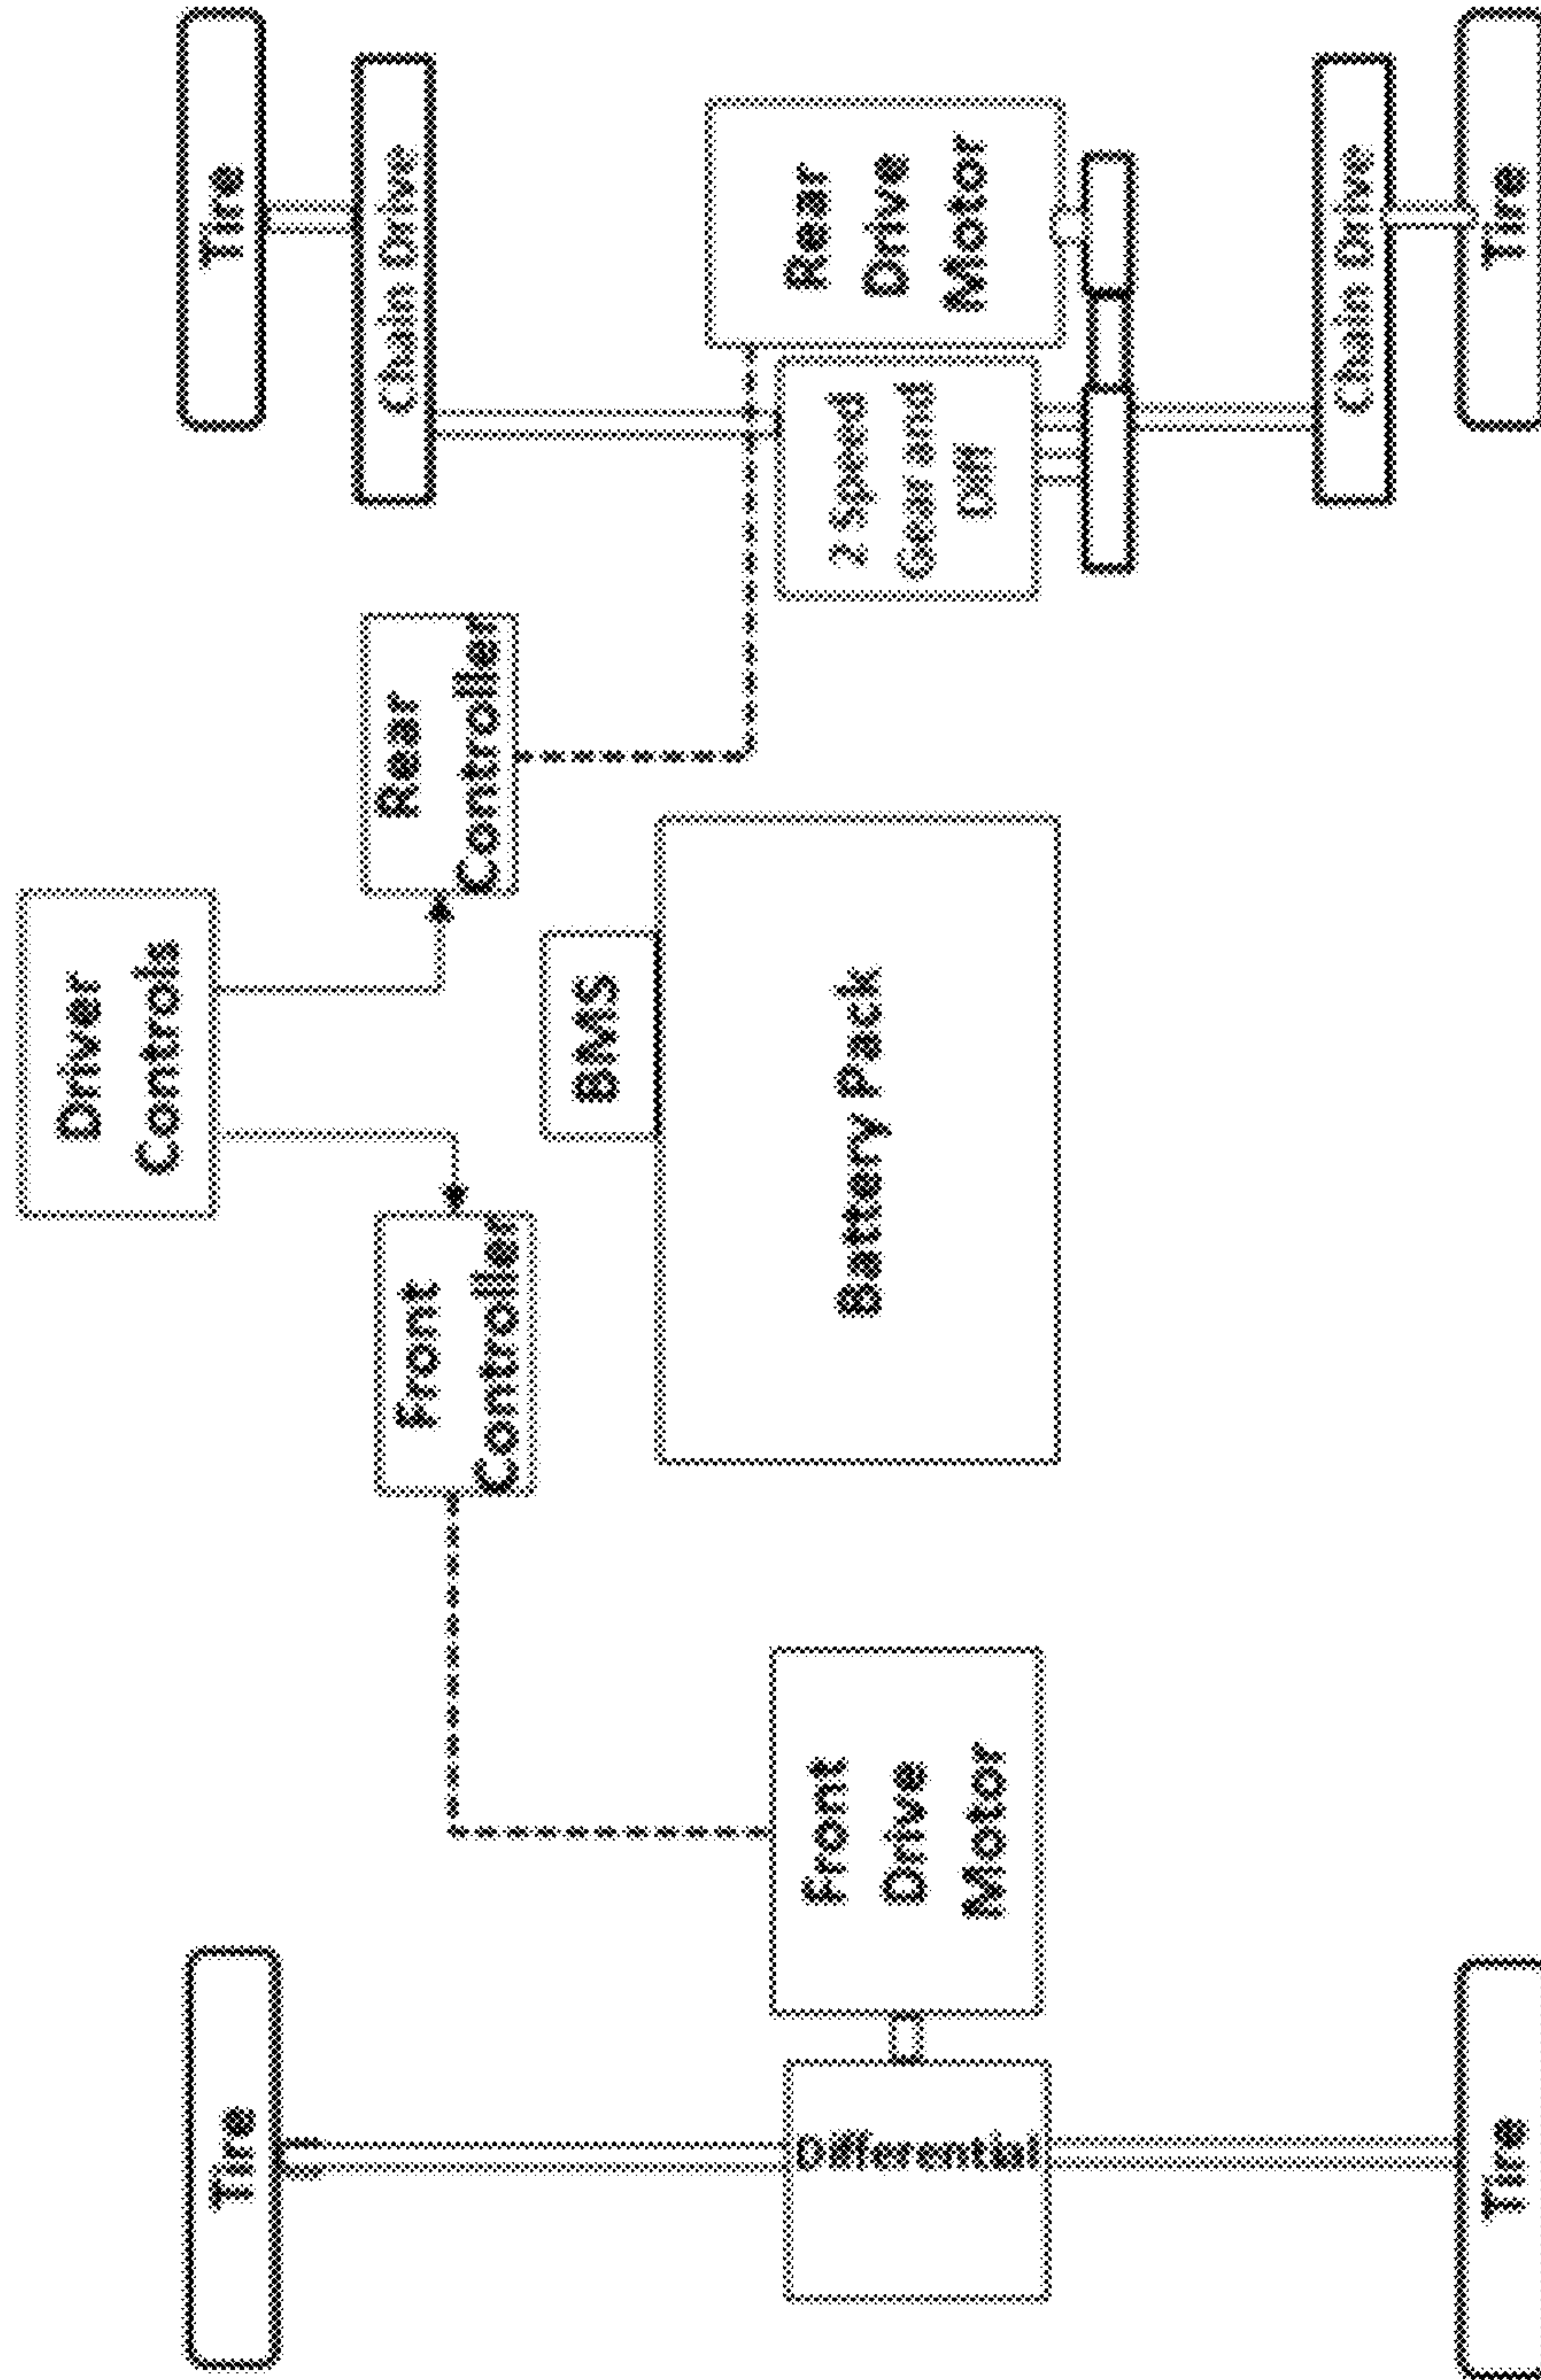 Tire
Chain Drive
Rear
Drive
Motor
Chain Drive
Tire
2 Speed
Gear and
Diff
Rear
Controller
Driver
Controls
BMS
Battery Pack
Front
Controller
Front
Drive
Motor
Tire
Differential
Tire